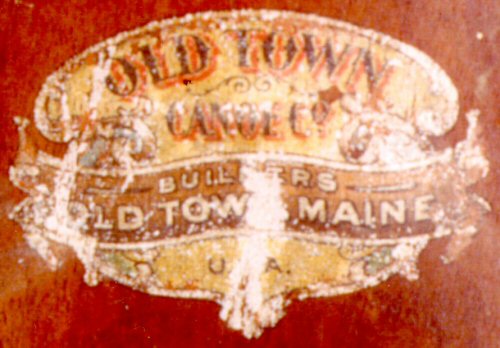 OLD TOWN
CANOE CO.
BUILDERS
OLD TOWN, MAINE
U.S.A.